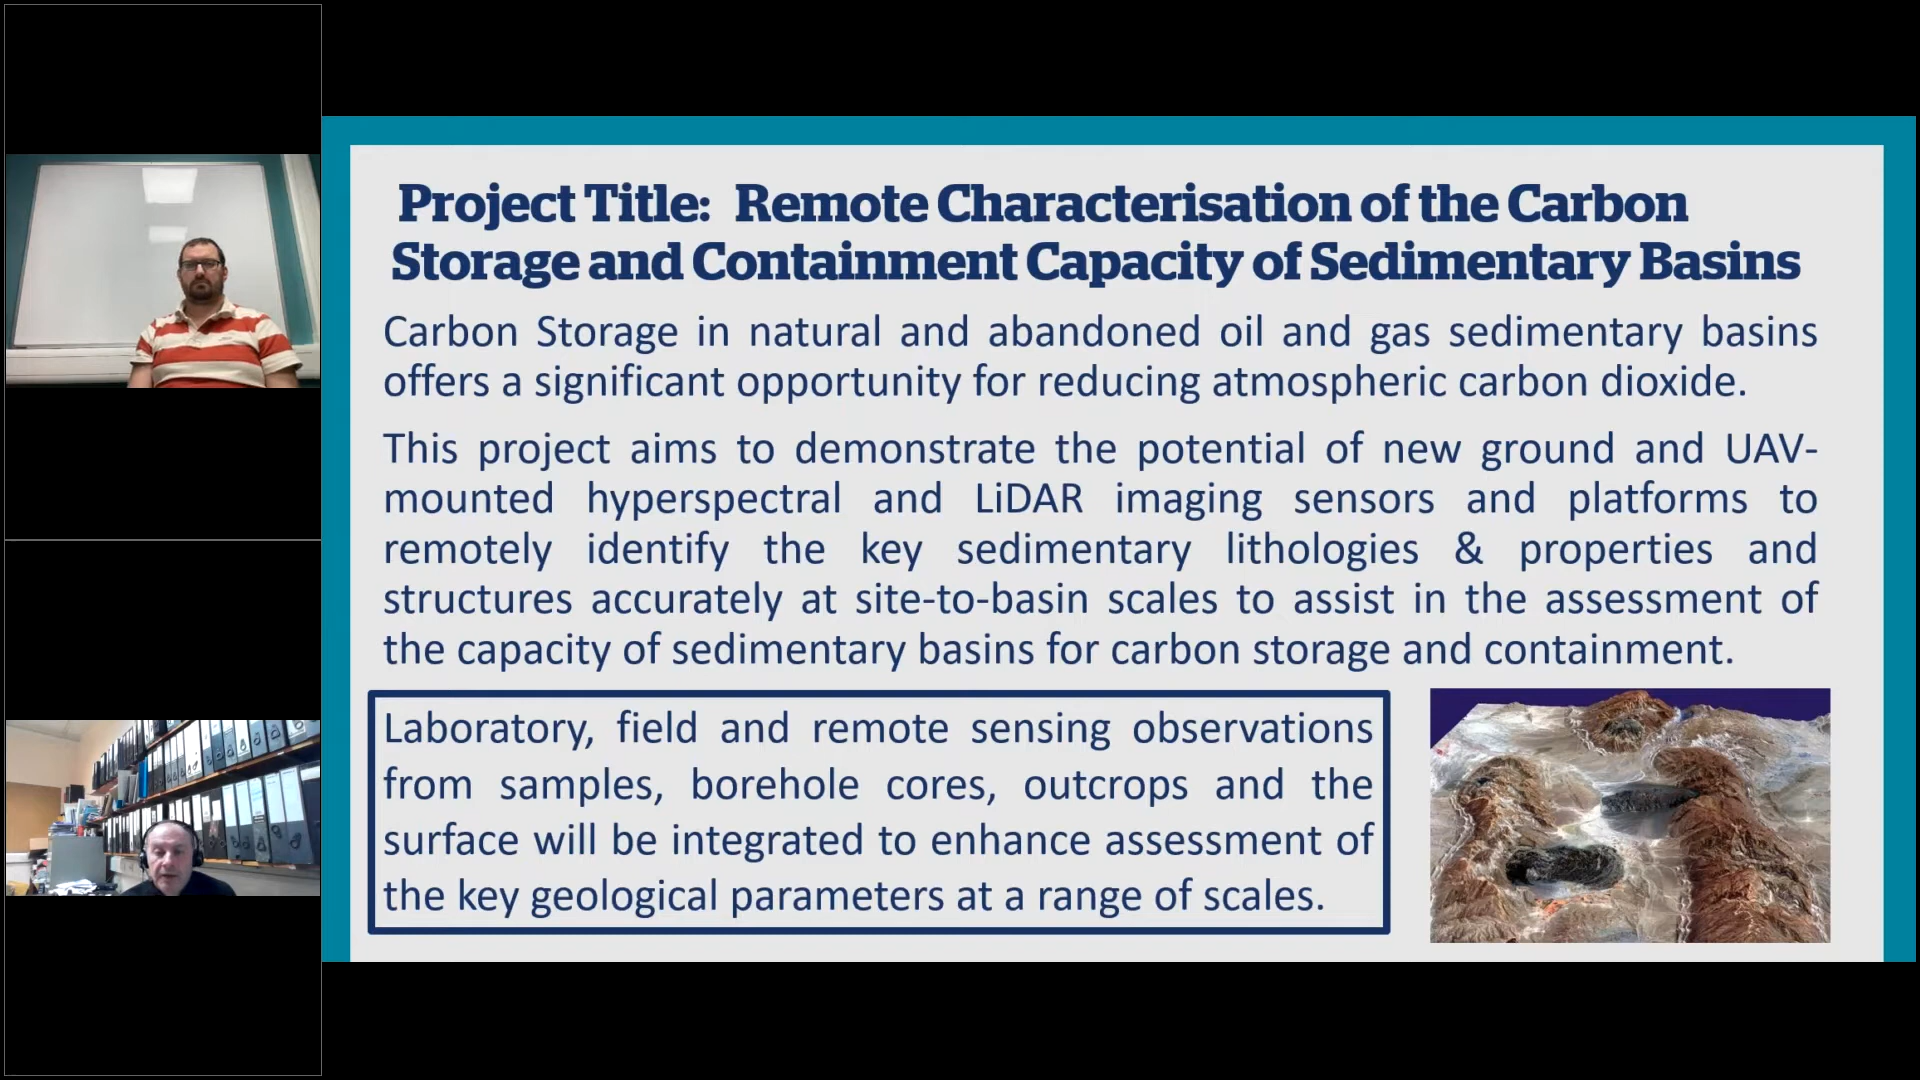 Project Title: Remote Characterisation of the Carbon
Storage and Containment Capacity of Sedimentary Basins
Carbon Storage in natural and abandoned oil and gas sedimentary basins
offers a significant opportunity for reducing atmospheric carbon dioxide.
This project aims to demonstrate the potential of new ground and UAV-
mounted hyperspectral and LiDAR imaging sensors and platforms to
remotely identify the key sedimentary lithologies & properties and
structures accurately at site-to-basin scales to assist in the assessment of
the capacity of sedimentary basins for carbon storage and containment.
Laboratory, field and remote sensing observations
from samples, borehole cores, outcrops and the
surface will be integrated to enhance assessment of
the key geological parameters at a range of scales.